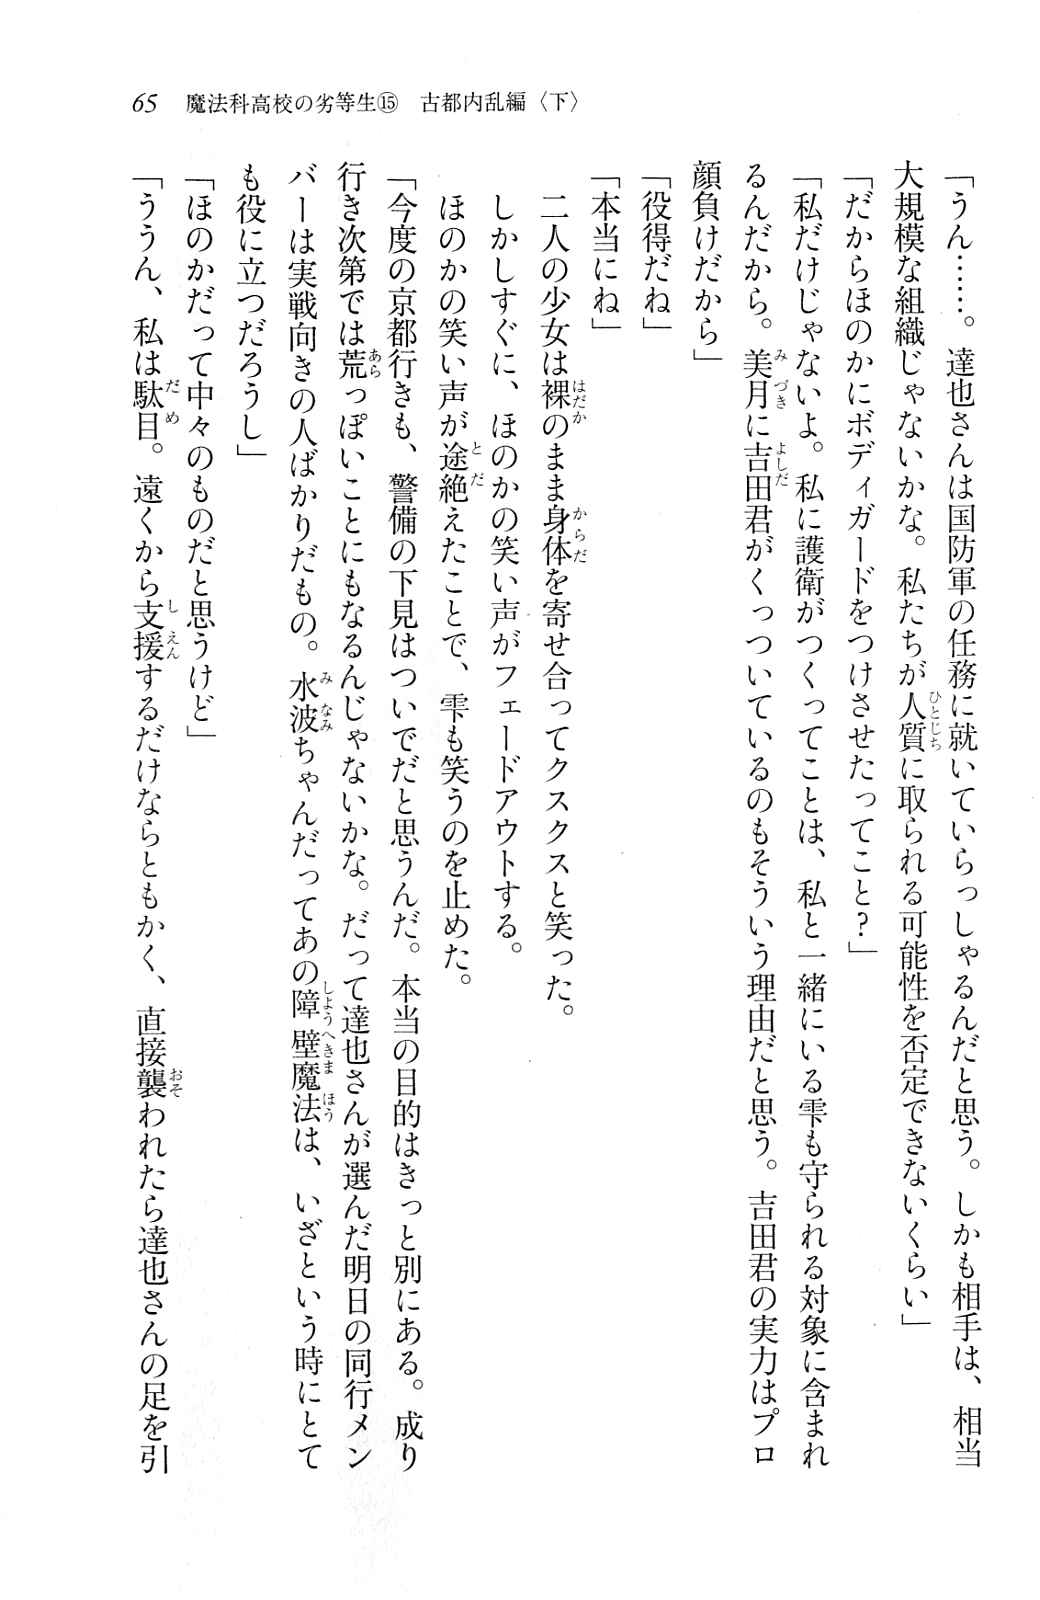 65 魔法科高校の劣等生⑮ 古都内乱編〈下〉
「うん……。達也さんは国防軍の任務に就いていらっしゃるんだと思う。しかも相手は、相当
大規模な組織じゃないかな。私たちが人質に取られる可能性を否定できないくらい」
「だからほのかにボディガードをつけさせたってこと?」
「私だけじゃないよ。私に護衛がつくってことは、私と一緒にいる雫も守られる対象に含まれ
るんだから。美月に吉田君がくっついているのもそういう理由だと思う。吉田君の実力はプロ
顔負けだから」
「役得だね」
「本当にね」
二人の少女は裸のまま身体を寄せ合ってクスクスと笑った。
しかしすぐに、ほのかの笑い声がフェードアウトする。
ほのかの笑い声が途絶えたことで、雫も笑うのを止めた。
「今度の京都行きも、警備の下見はついでだと思うんだ。本当の目的はきっと別にある。成り
行き次第では荒っぽいことにもなるんじゃないかな。だって達也さんが選んだ明日の同行メン
バーは実戦向きの人ばかりだもの。水波ちゃんだってあの障壁魔法は、いざという時にとて
も役に立つだろうし」
「ほのかだって中々のものだと思うけど」
「ううん、私は駄目。遠くから支援するだけならともかく、直接襲われたら達也さんの足を引